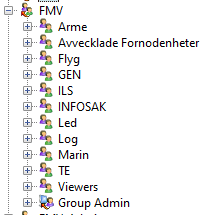 FMV
Arme
Avvecklade Fornodenheter
Flyg
GEN
ILS
INFOSAK
Led
Log
Marin
TE
Viewers
Group Admin